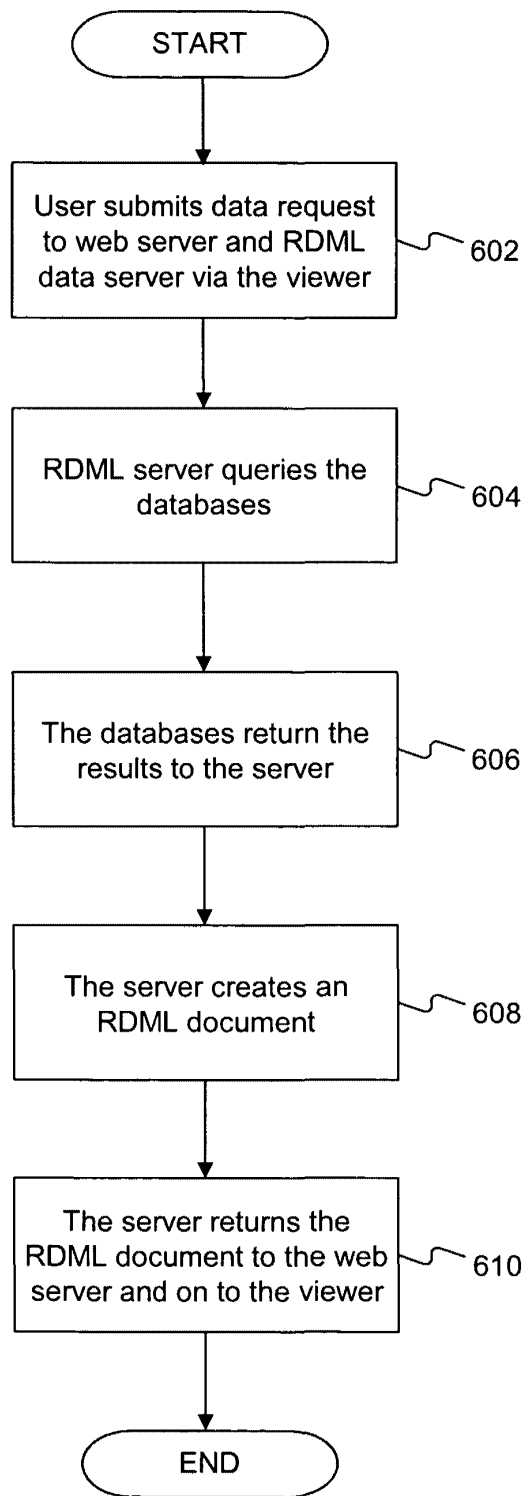 START
User submits data request
to web server and RDML
data server via the viewer
602
RDML server queries the
databases
604
The databases return the
results to the server
606
The server creates an
RDML document
608
The server returns the
RDML document to the web
server and on to the viewer
610
END